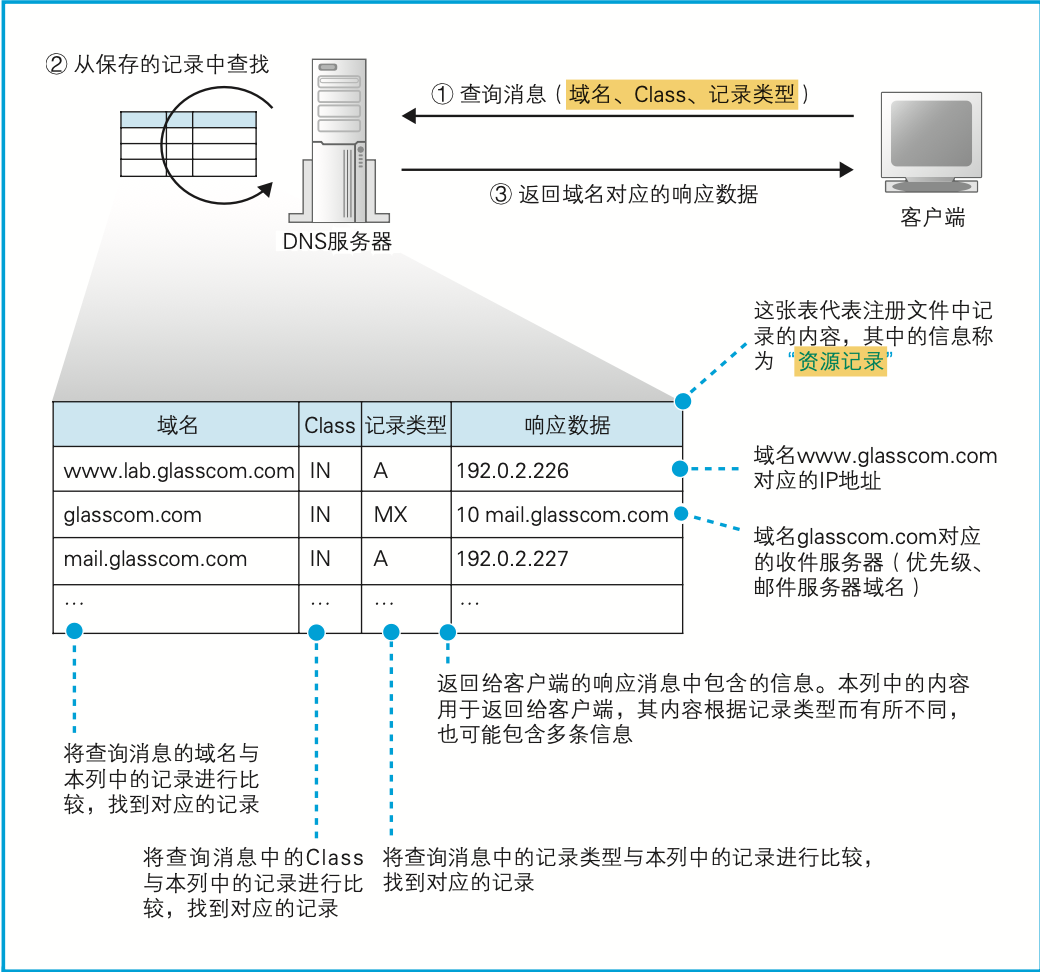 ② 从保存的记录中查找
① 查询消息（域名、Class、记录类型）
③ 返回域名对应的响应数据
DNS服务器
客户端
这张表代表注册文件中记
录的内容，其中的信息称
为“资源记录”
域名 Class 记录类型 响应数据
www.lab.glasscom.com IN A 192.0.2.226
glasscom.com IN MX 10 mail.glasscom.com
mail.glasscom.com IN A 192.0.2.227
… … … …
域名www.glasscom.com
对应的IP地址
域名glasscom.com对应
的收件服务器（优先级、
邮件服务器域名）
返回给客户端的响应消息中包含的信息。本列中的内容
用于返回给客户端，其内容根据记录类型而有所不同，
也可能包含多条信息
将查询消息的域名与
本列中的记录进行比
较，找到对应的记录
将查询消息中的Class
与本列中的记录进行比
较，找到对应的记录
将查询消息中的记录类型与本列中的记录进行比较，
找到对应的记录